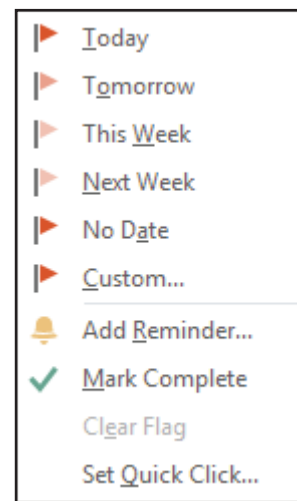 Today
Tomorrow
This Week
Next Week
No Date
Custom...
Add Reminder...
Mark Complete
Clear Flag
Set Quick Click...